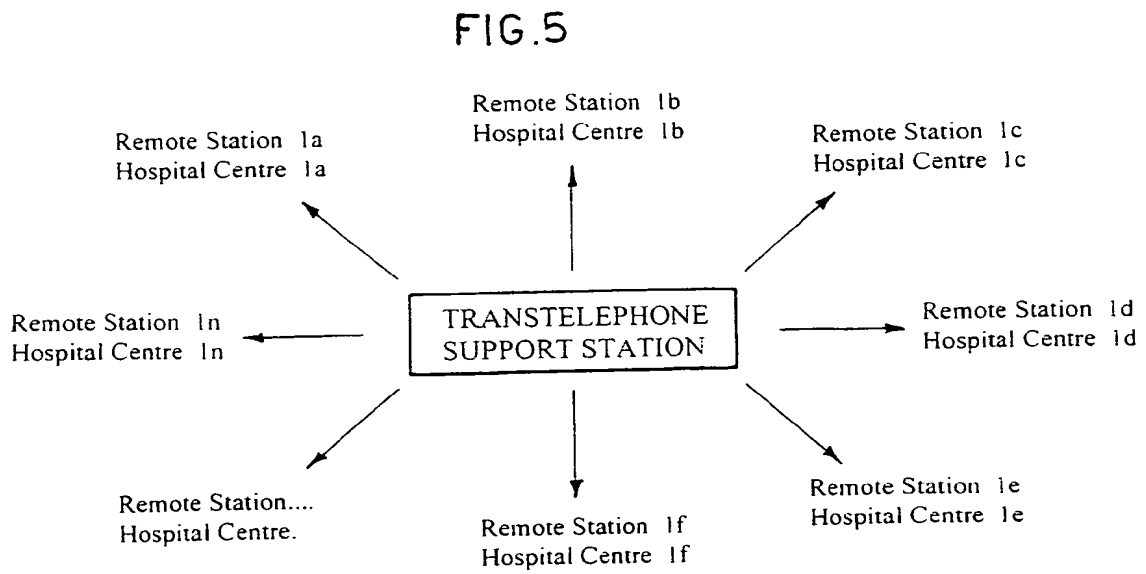 FIG.5
Remote Station 1a
Hospital Centre 1a
Remote Station 1b
Hospital Centre 1b
Remote Station 1c
Hospital Centre 1c
Remote Station 1n
Hospital Centre 1n
TRANSTELEPHONE
SUPPORT STATION
Remote Station 1d
Hospital Centre 1d
Remote Station....
Hospital Centre.
Remote Station 1f
Hospital Centre 1f
Remote Station 1e
Hospital Centre 1e